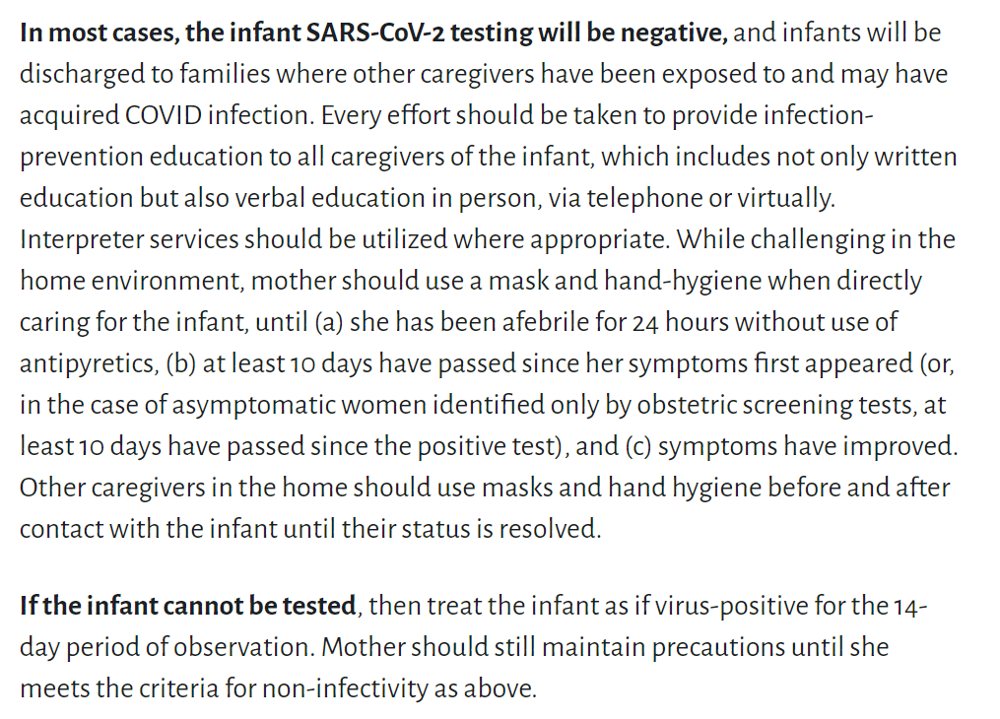 In most cases, the infant SARS-CoV-2 testing will be negative, and infants will be
discharged to families where other caregivers have been exposed to and may have
acquired COVID infection. Every effort should be taken to provide infection-
prevention education to all caregivers of the infant, which includes not only written
education but also verbal education in person, via telephone or virtually.
Interpreter services should be utilized where appropriate. While challenging in the
home environment, mother should use a mask and hand-hygiene when directly
caring for the infant, until (a) she has been afebrile for 24 hours without use of
antipyretics, (b) at least 10 days have passed since her symptoms first appeared (or,
in the case of asymptomatic women identified only by obstetric screening tests, at
least 10 days have passed since the positive test), and (c) symptoms have improved.
Other caregivers in the home should use masks and hand hygiene before and after
contact with the infant until their status is resolved.
If the infant cannot be tested, then treat the infant as if virus-positive for the 14-
day period of observation. Mother should still maintain precautions until she
meets the criteria for non-infectivity as above.